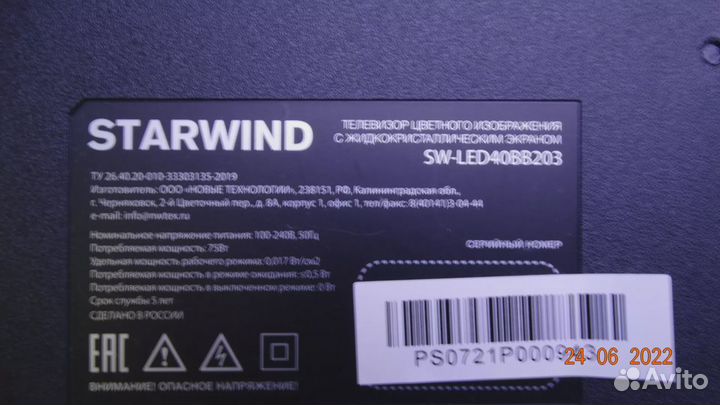 STARWIND
ТЕЛЕВИЗОР ЦВЕТНОГО ИЗОБРАЖЕНИЯ
С ЖИДКОКРИСТАЛЛИЧЕСКИМ ЭКРАНОМ
SW-LED40BB203
ТУ 26.40.20-010-33303135-2019
Изготовитель: ООО «НОВЫЕ ТЕХНОЛОГИИ», 238151, РФ, Калининградская обл.,
г. Черняховск, 2-й Цветочный пер., д. 8А, корпус 1, офис 1, тел/факс: 8(40141)3-04-44
e-mail: info@nwtex.ru
Номинальное напряжение питания: 100-240В, 50Гц
Потребляемая мощность: 75Вт
Удельная мощность рабочего режима: 0,017 Вт/см2
Потребляемая мощность в режиме ожидания: ≤0,5 Вт
Потребляемая мощность в выключенном режиме: 0 Вт
Срок службы 5 лет
СДЕЛАНО В РОССИИ
СЕРИЙНЫЙ НОМЕР
EAC
ВНИМАНИЕ! ОПАСНОЕ НАПРЯЖЕНИЕ!
24 06 2022
Avito